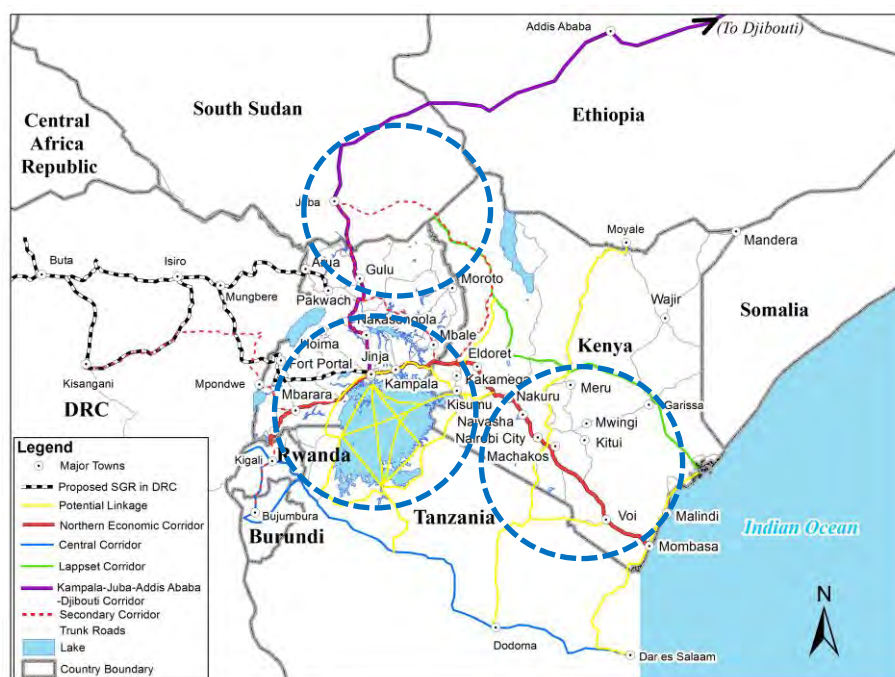 Addis Ababa
(To Djibouti)
South Sudan
Ethiopia
Central
Africa
Republic
Juba
Moyale
Mandera
Buta
Isiro
Arua
Gulu
Mungbere
Pakwach
Moroto
Wajir
Somalia
Nakasongola
Mbale
Hoima
Jinja
Eldoret
Kenya
Fort Portal
Kisangani
Mpondwe
Kampala
Kakamega
Meru
Garissa
DRC
Mbarara
Kisumu
Nakuru
Mwingi
Naivasha
Kitui
Legend
Rwanda
Nairobi City
Kigali
Machakos
Major Towns
Proposed SGR in DRC
Potential Linkage
Northern Economic Corridor
Central Corridor
Lappset Corridor
Kampala-Juba-Addis Ababa
-Djibouti Corridor
Secondary Corridor
Trunk Roads
Lake
Country Boundary
Bujumbura
Burundi
Tanzania
Voi
Malindi
Indian Ocean
Mombasa
N
Dodoma
Dar es Salaam